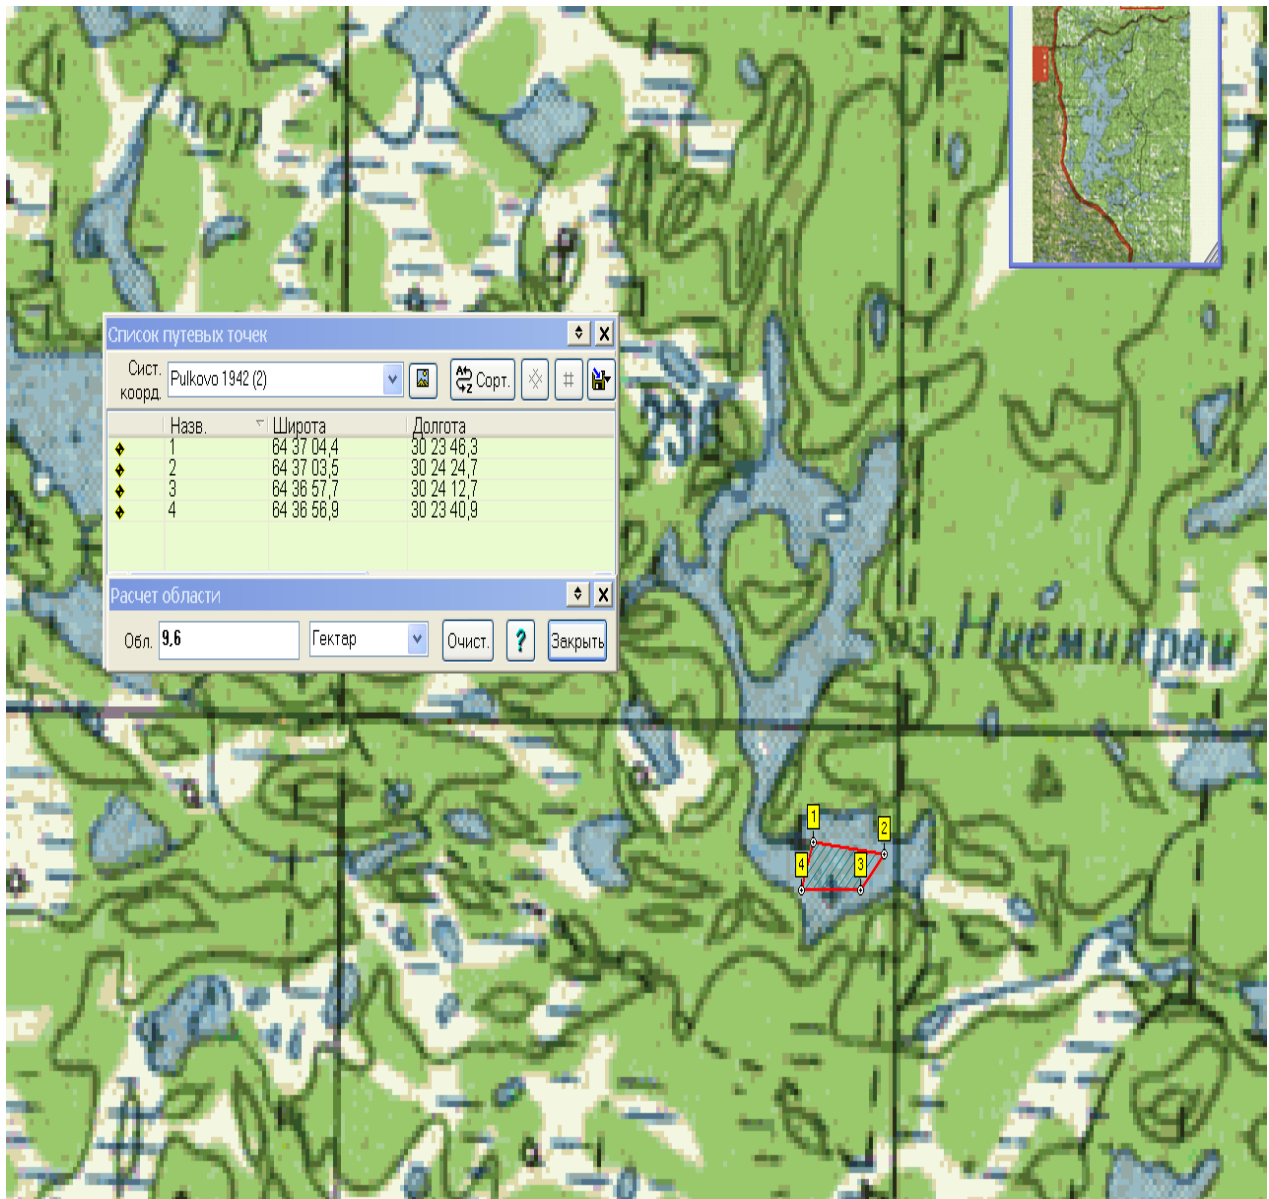 пор
Список путевых точек
Сист. коорд. Pulkovo 1942 (2) Сорт.
Назв. Широта Долгота
1 64 37 04,4 30 23 46,3
2 64 37 03,5 30 24 24,7
3 64 36 57,7 30 24 12,7
4 64 36 56,9 30 23 40,9
Расчет области
Обл. 9,6 Гектар Очист. ? Закрыть
оз.Ниемиярви
1
2
4
3